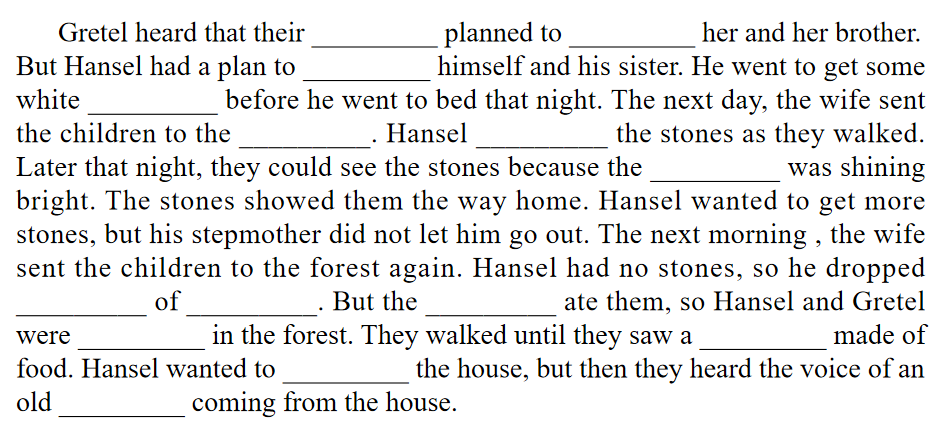 Gretel heard that their _________ planned to _________ her and her brother.
But Hansel had a plan to _________ himself and his sister. He went to get some
white _________ before he went to bed that night. The next day, the wife sent
the children to the _________. Hansel _________ the stones as they walked.
Later that night, they could see the stones because the _________ was shining
bright. The stones showed them the way home. Hansel wanted to get more
stones, but his stepmother did not let him go out. The next morning , the wife
sent the children to the forest again. Hansel had no stones, so he dropped
_________ of _________. But the _________ ate them, so Hansel and Gretel
were _________ in the forest. They walked until they saw a _________ made of
food. Hansel wanted to _________ the house, but then they heard the voice of an
old _________ coming from the house.